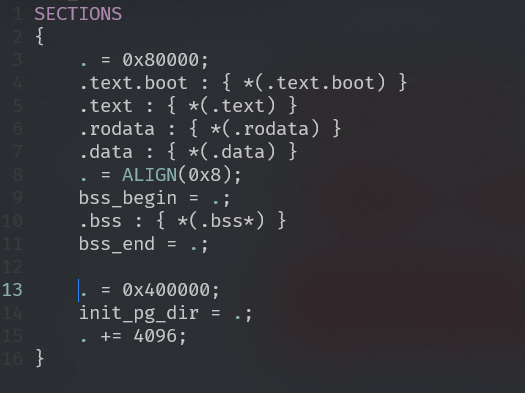 1 SECTIONS
2 {
3     . = 0x80000;
4     .text.boot : { *(.text.boot) }
5     .text : { *(.text) }
6     .rodata : { *(.rodata) }
7     .data : { *(.data) }
8     . = ALIGN(0x8);
9     bss_begin = .;
10     .bss : { *(.bss*) }
11     bss_end = .;
12
13     . = 0x400000;
14     init_pg_dir = .;
15     . += 4096;
16 }